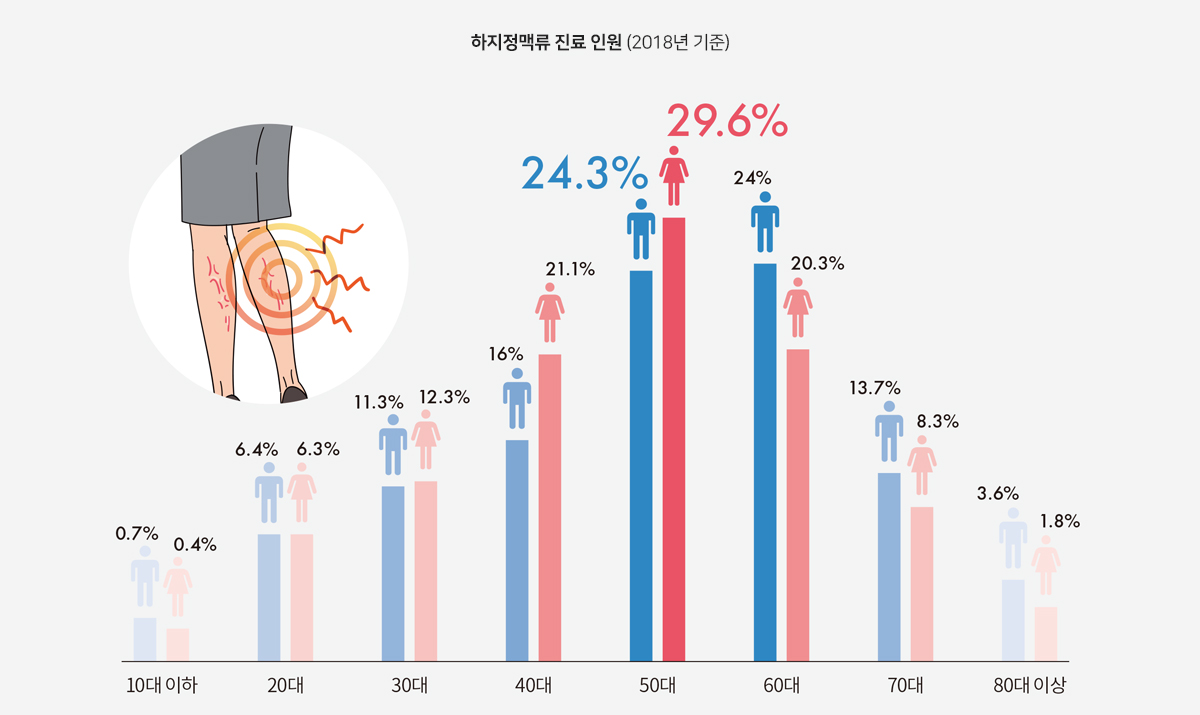 하지정맥류 진료 인원 (2018년 기준)
29.6%
24.3%
24%
20.3%
21.1%
16%
13.7%
8.3%
11.3%
12.3%
6.4%
6.3%
3.6%
1.8%
0.7%
0.4%
10대 이하
20대
30대
40대
50대
60대
70대
80대 이상